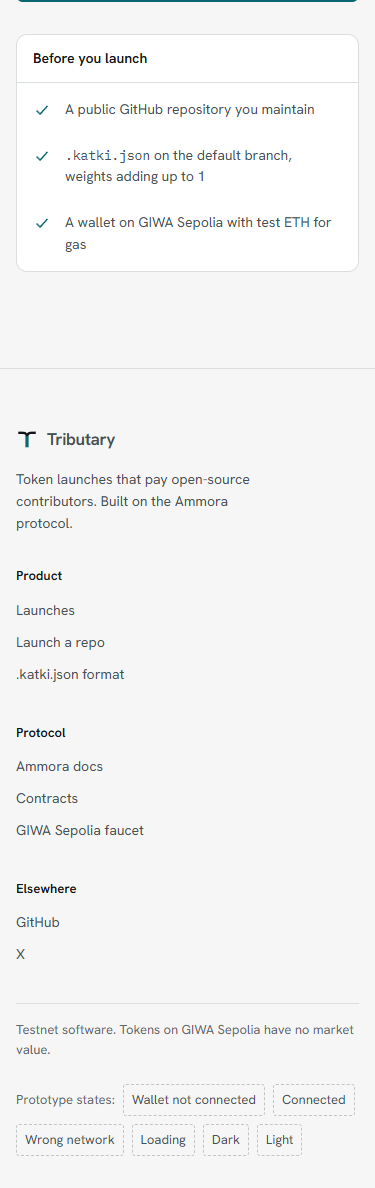 Before you launch
A public GitHub repository you maintain
.katki.json on the default branch,
weights adding up to 1
A wallet on GIWA Sepolia with test ETH for
gas
Tributary
Token launches that pay open-source
contributors. Built on the Ammora
protocol.
Product
Launches
Launch a repo
.katki.json format
Protocol
Ammora docs
Contracts
GIWA Sepolia faucet
Elsewhere
GitHub
X
Testnet software. Tokens on GIWA Sepolia have no market
value.
Prototype states: Wallet not connected Connected
Wrong network Loading Dark Light